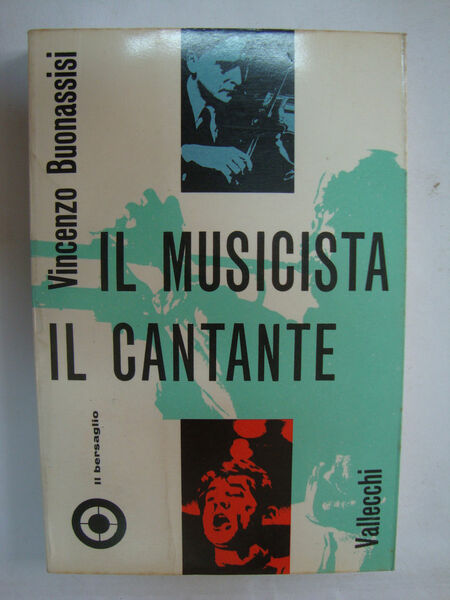 Vincenzo Buonassisi
IL MUSICISTA
IL CANTANTE
Il bersaglio
Vallecchi